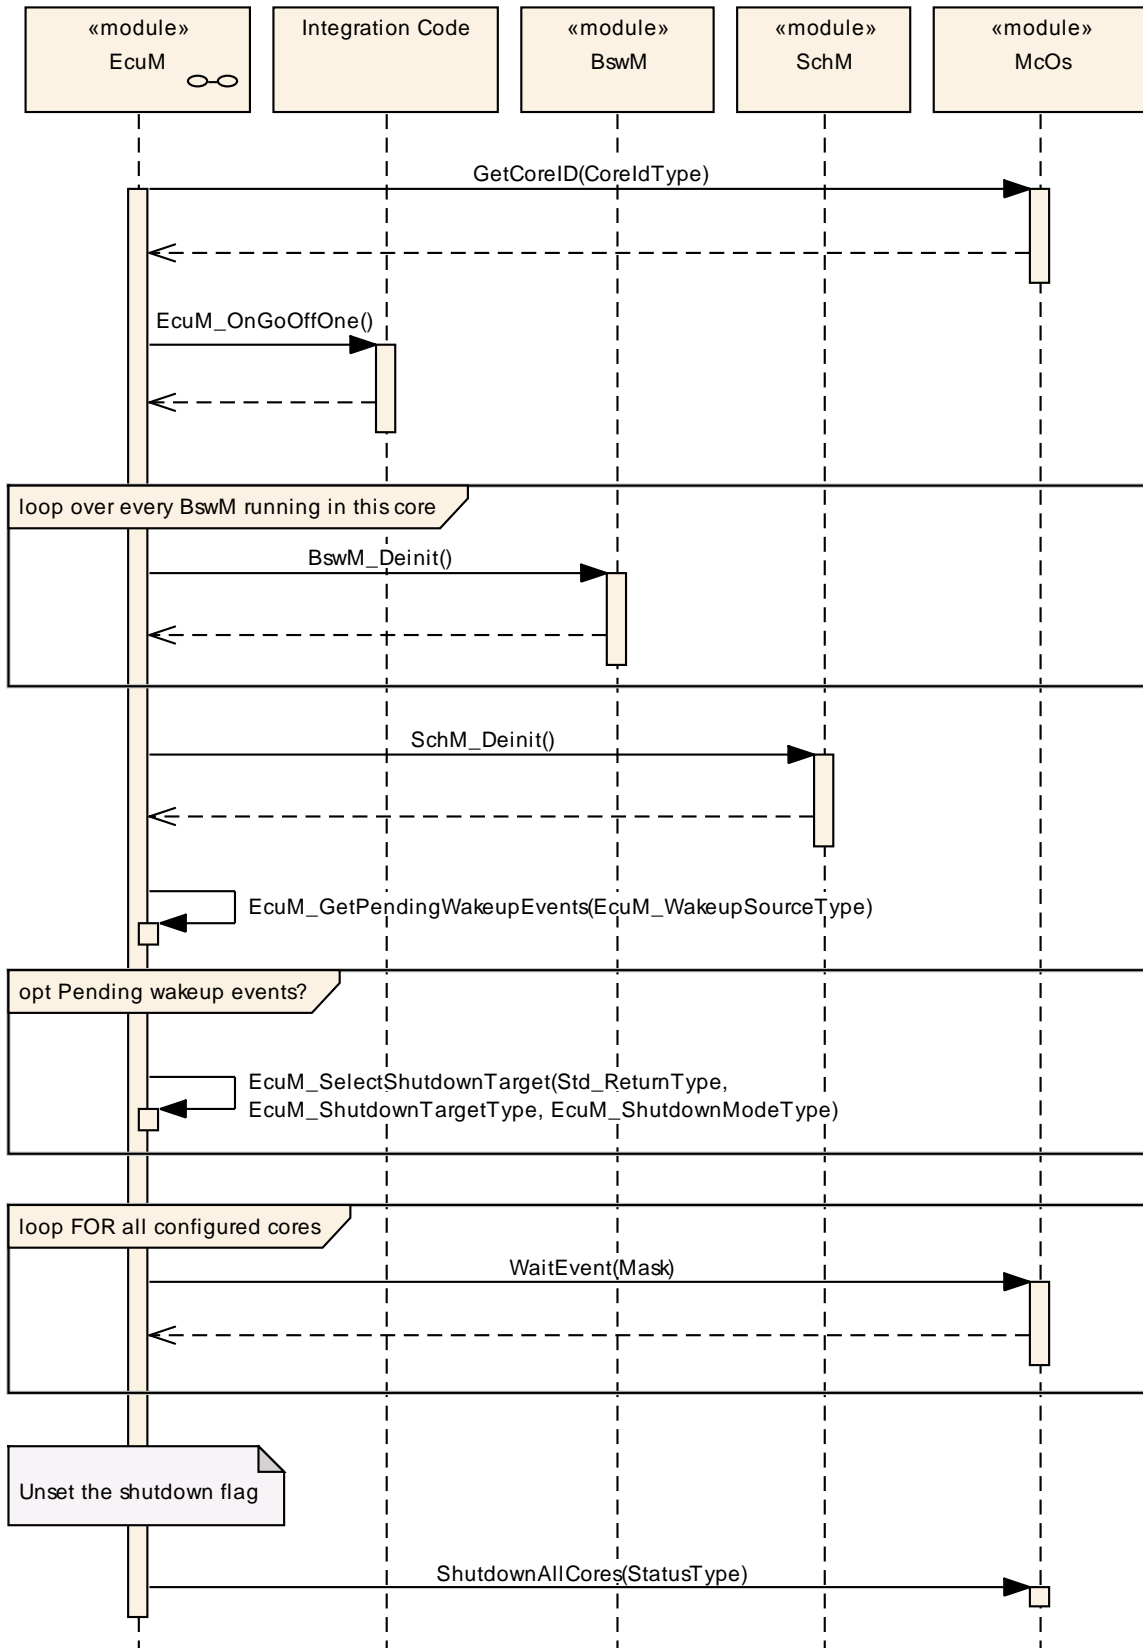 «module»
EcuM
Integration Code
«module»
BswM
«module»
SchM
«module»
McOs
GetCoreID(CoreIdType)
EcuM_OnGoOffOne()
loop over every BswM running in this core
BswM_Deinit()
SchM_Deinit()
EcuM_GetPendingWakeupEvents(EcuM_WakeupSourceType)
opt Pending wakeup events?
EcuM_SelectShutdownTarget(Std_ReturnType,
EcuM_ShutdownTargetType, EcuM_ShutdownModeType)
loop FOR all configured cores
WaitEvent(Mask)
Unset the shutdown flag
ShutdownAllCores(StatusType)